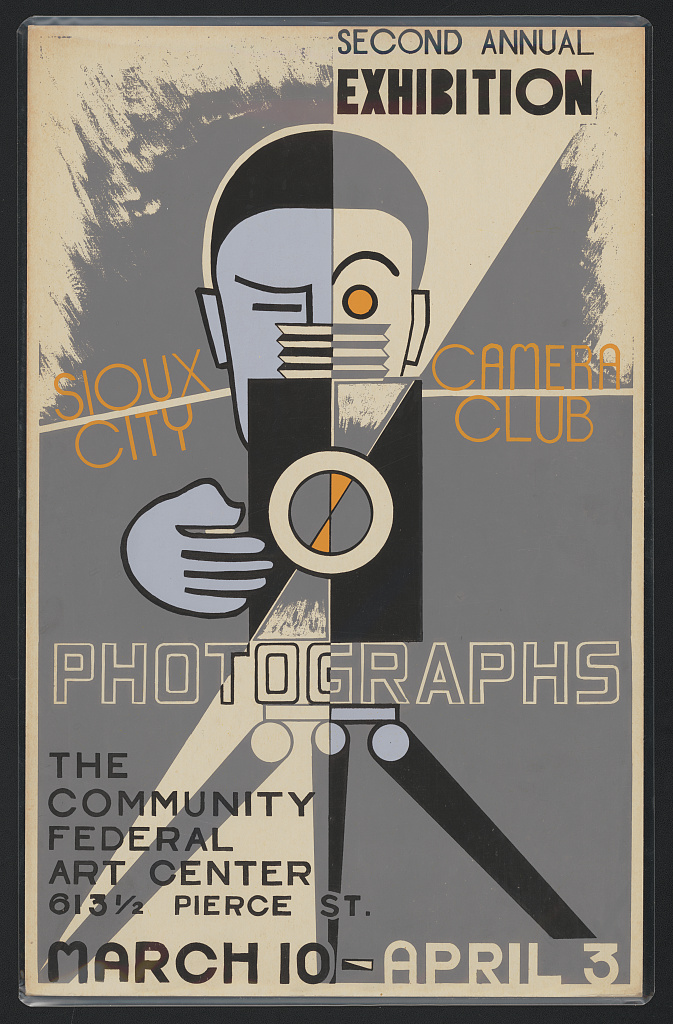 SECOND ANNUAL
EXHIBITION
SIOUX
CITY
CAMERA
CLUB
PHOTOGRAPHS
THE
COMMUNITY
FEDERAL
ART CENTER
613½ PIERCE ST.
MARCH 10 - APRIL 3